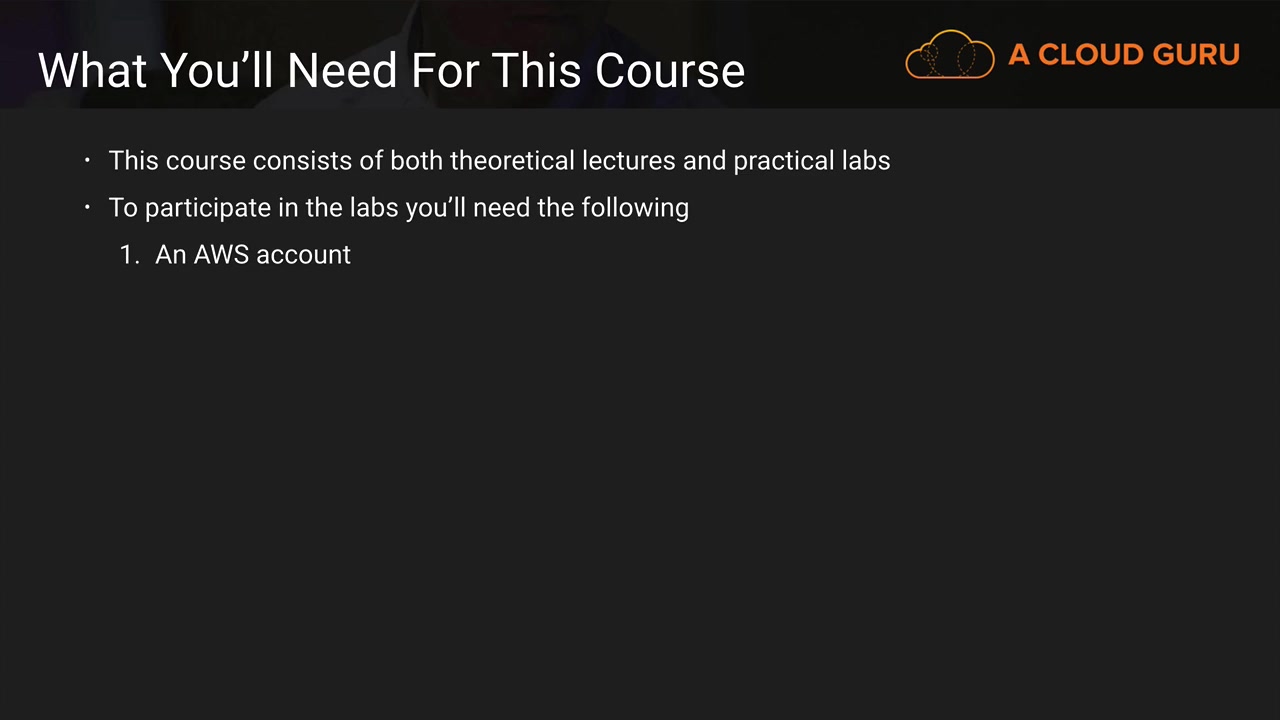 What You’ll Need For This Course
A CLOUD GURU
· This course consists of both theoretical lectures and practical labs
· To participate in the labs you’ll need the following
1. An AWS account